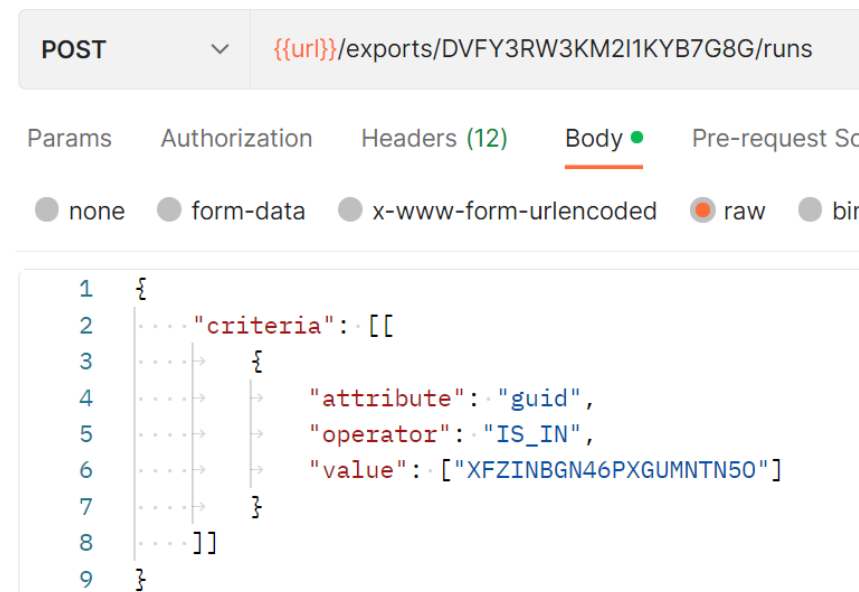 POST {{url}}/exports/DVFY3RW3KM2I1KYB7G8G/runs
Params Authorization Headers (12) Body Pre-request Sc
none form-data x-www-form-urlencoded raw bin
1 {
2 "criteria": [[
3 {
4 "attribute": "guid",
5 "operator": "IS_IN",
6 "value": ["XFZINBGN46PXGUMNTN5O"]
7 }
8 ]]
9 }